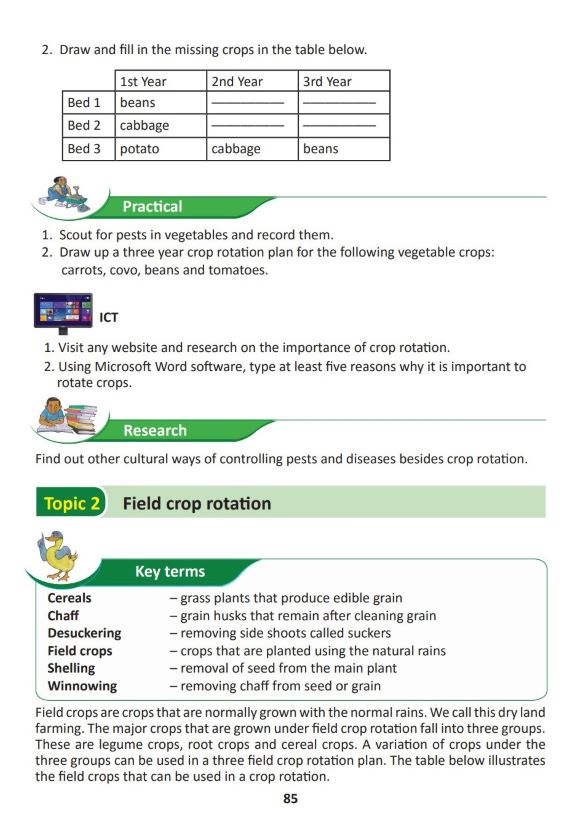 2. Draw and fill in the missing crops in the table below.
1st Year 2nd Year 3rd Year
Bed 1 beans
Bed 2 cabbage
Bed 3 potato cabbage beans
Practical
1. Scout for pests in vegetables and record them.
2. Draw up a three year crop rotation plan for the following vegetable crops:
carrots, covo, beans and tomatoes.
ICT
1. Visit any website and research on the importance of crop rotation.
2. Using Microsoft Word software, type at least five reasons why it is important to
rotate crops.
Research
Find out other cultural ways of controlling pests and diseases besides crop rotation.
Topic 2 Field crop rotation
Key terms
Cereals – grass plants that produce edible grain
Chaff – grain husks that remain after cleaning grain
Desuckering – removing side shoots called suckers
Field crops – crops that are planted using the natural rains
Shelling – removal of seed from the main plant
Winnowing – removing chaff from seed or grain
Field crops are crops that are normally grown with the normal rains. We call this dry land
farming. The major crops that are grown under field crop rotation fall into three groups.
These are legume crops, root crops and cereal crops. A variation of crops under the
three groups can be used in a three field crop rotation plan. The table below illustrates
the field crops that can be used in a crop rotation.
85